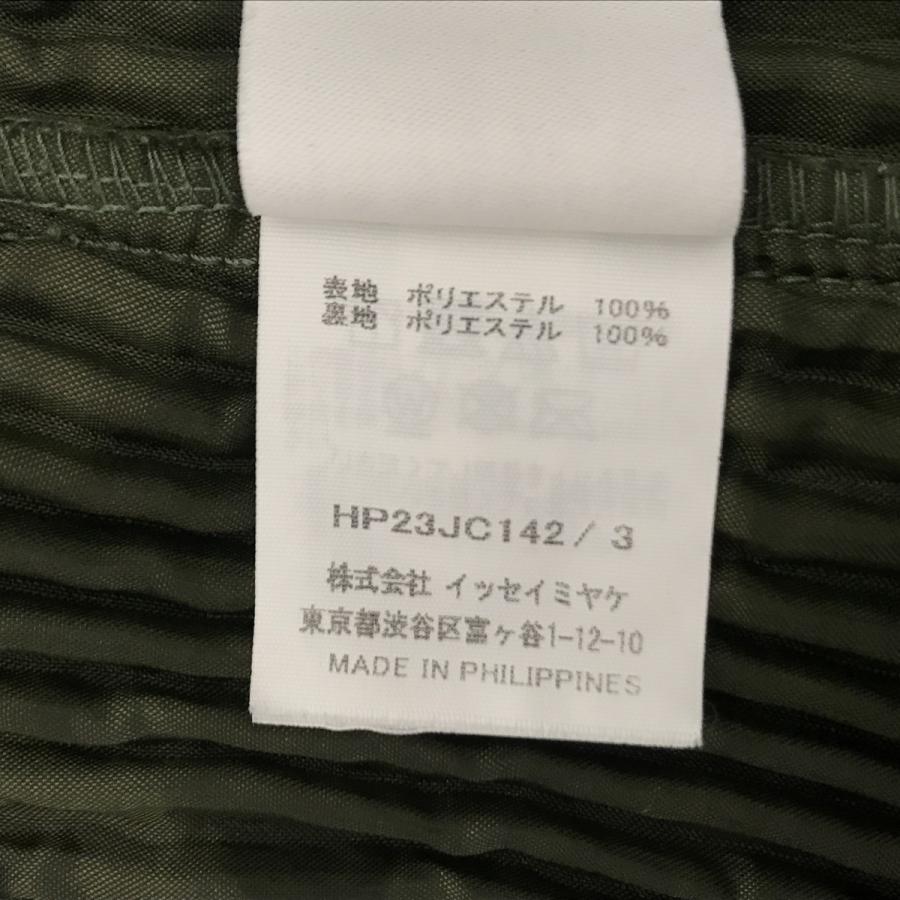 表地　ポリエステル　100%
裏地　ポリエステル　100%
HP23JC142 / 3
株式会社 イッセイミヤケ
東京都渋谷区富ヶ谷1-12-10
MADE IN PHILIPPINES